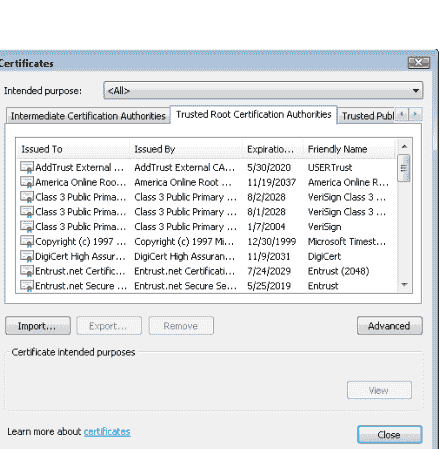 Certificates
Intended purpose: <All>
Intermediate Certification Authorities Trusted Root Certification Authorities Trusted Publ
Issued To Issued By Expiratio... Friendly Name
AddTrust External ... AddTrust External CA... 5/30/2020 USERTrust
America Online Roo... America Online Root ... 11/19/2037 America Online R...
Class 3 Public Prima... Class 3 Public Primary ... 8/2/2028 VeriSign Class 3 ...
Class 3 Public Prima... Class 3 Public Primary ... 8/1/2028 VeriSign Class 3 ...
Class 3 Public Prima... Class 3 Public Primary ... 1/7/2004 VeriSign
Copyright (c) 1997 ... Copyright (c) 1997 Mi... 12/30/1999 Microsoft Timest...
DigiCert High Assur... DigiCert High Assuran... 11/9/2031 DigiCert
Entrust.net Certific... Entrust.net Certificati... 7/24/2029 Entrust (2048)
Entrust.net Secure ... Entrust.net Secure Se... 5/25/2019 Entrust
Import... Export... Remove Advanced
Certificate intended purposes
View
Learn more about certificates
Close